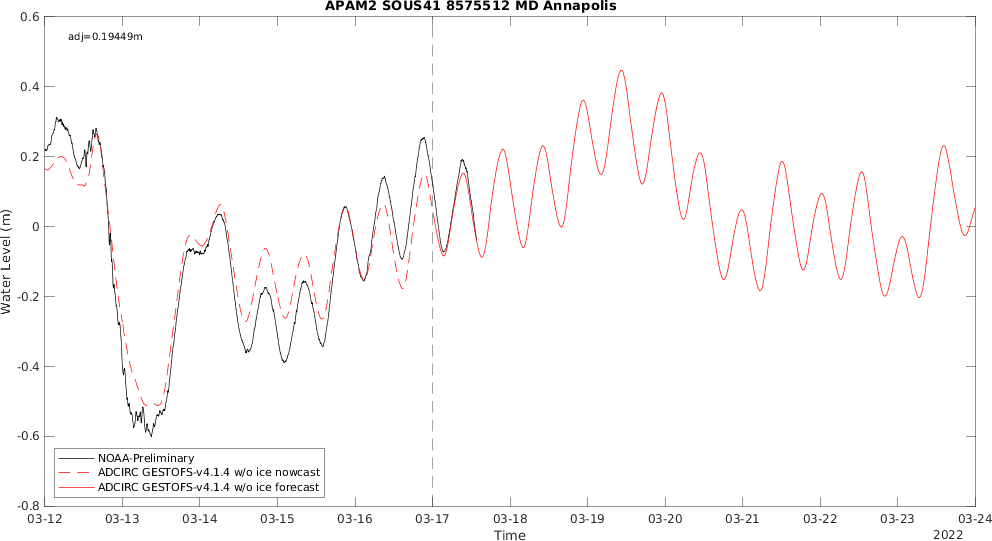 APAM2 SOUS41 8575512 MD Annapolis
adj=0.19449m
0.6
0.4
0.2
0
-0.2
-0.4
-0.6
-0.8
Water Level (m)
NOAA-Preliminary
ADCIRC GESTOFS-v4.1.4 w/o ice nowcast
ADCIRC GESTOFS-v4.1.4 w/o ice forecast
03-12 03-13 03-14 03-15 03-16 03-17 03-18 03-19 03-20 03-21 03-22 03-23 03-24
Time
2022